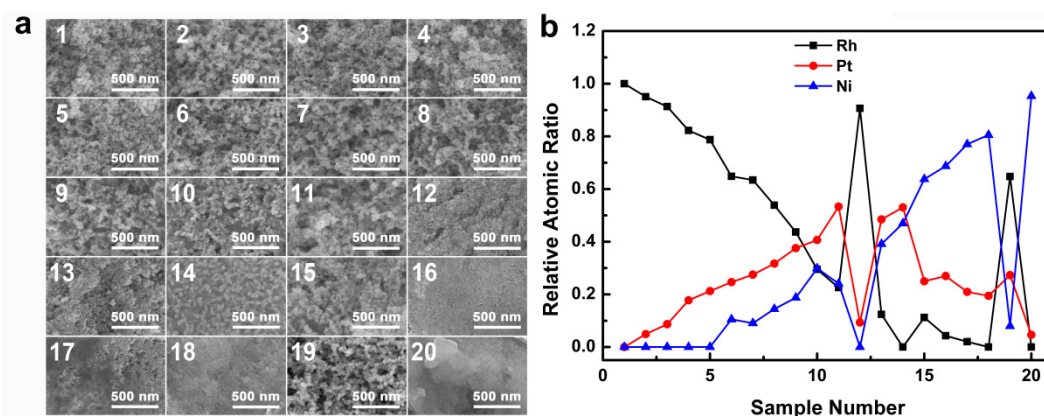 a
1 2 3 4
500 nm 500 nm 500 nm 500 nm
5 6 7 8
500 nm 500 nm 500 nm 500 nm
9 10 11 12
500 nm 500 nm 500 nm 500 nm
13 14 15 16
500 nm 500 nm 500 nm 500 nm
17 18 19 20
500 nm 500 nm 500 nm 500 nm
b
Relative Atomic Ratio
1.2
1.0
0.8
0.6
0.4
0.2
0.0
Rh
Pt
Ni
0 5 10 15 20
Sample Number